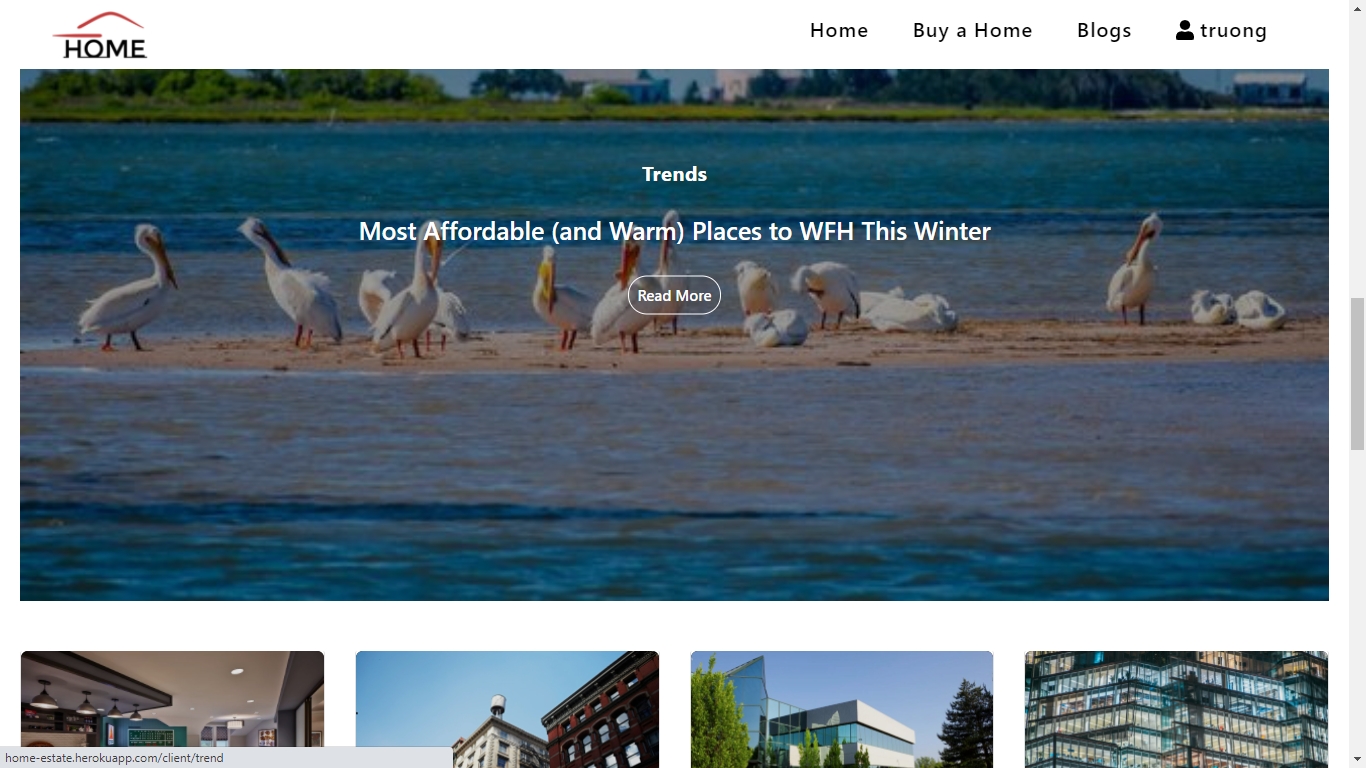 HOME
Home
Buy a Home
Blogs
truong
Trends
Most Affordable (and Warm) Places to WFH This Winter
Read More
home-estate.herokuapp.com/client/trend